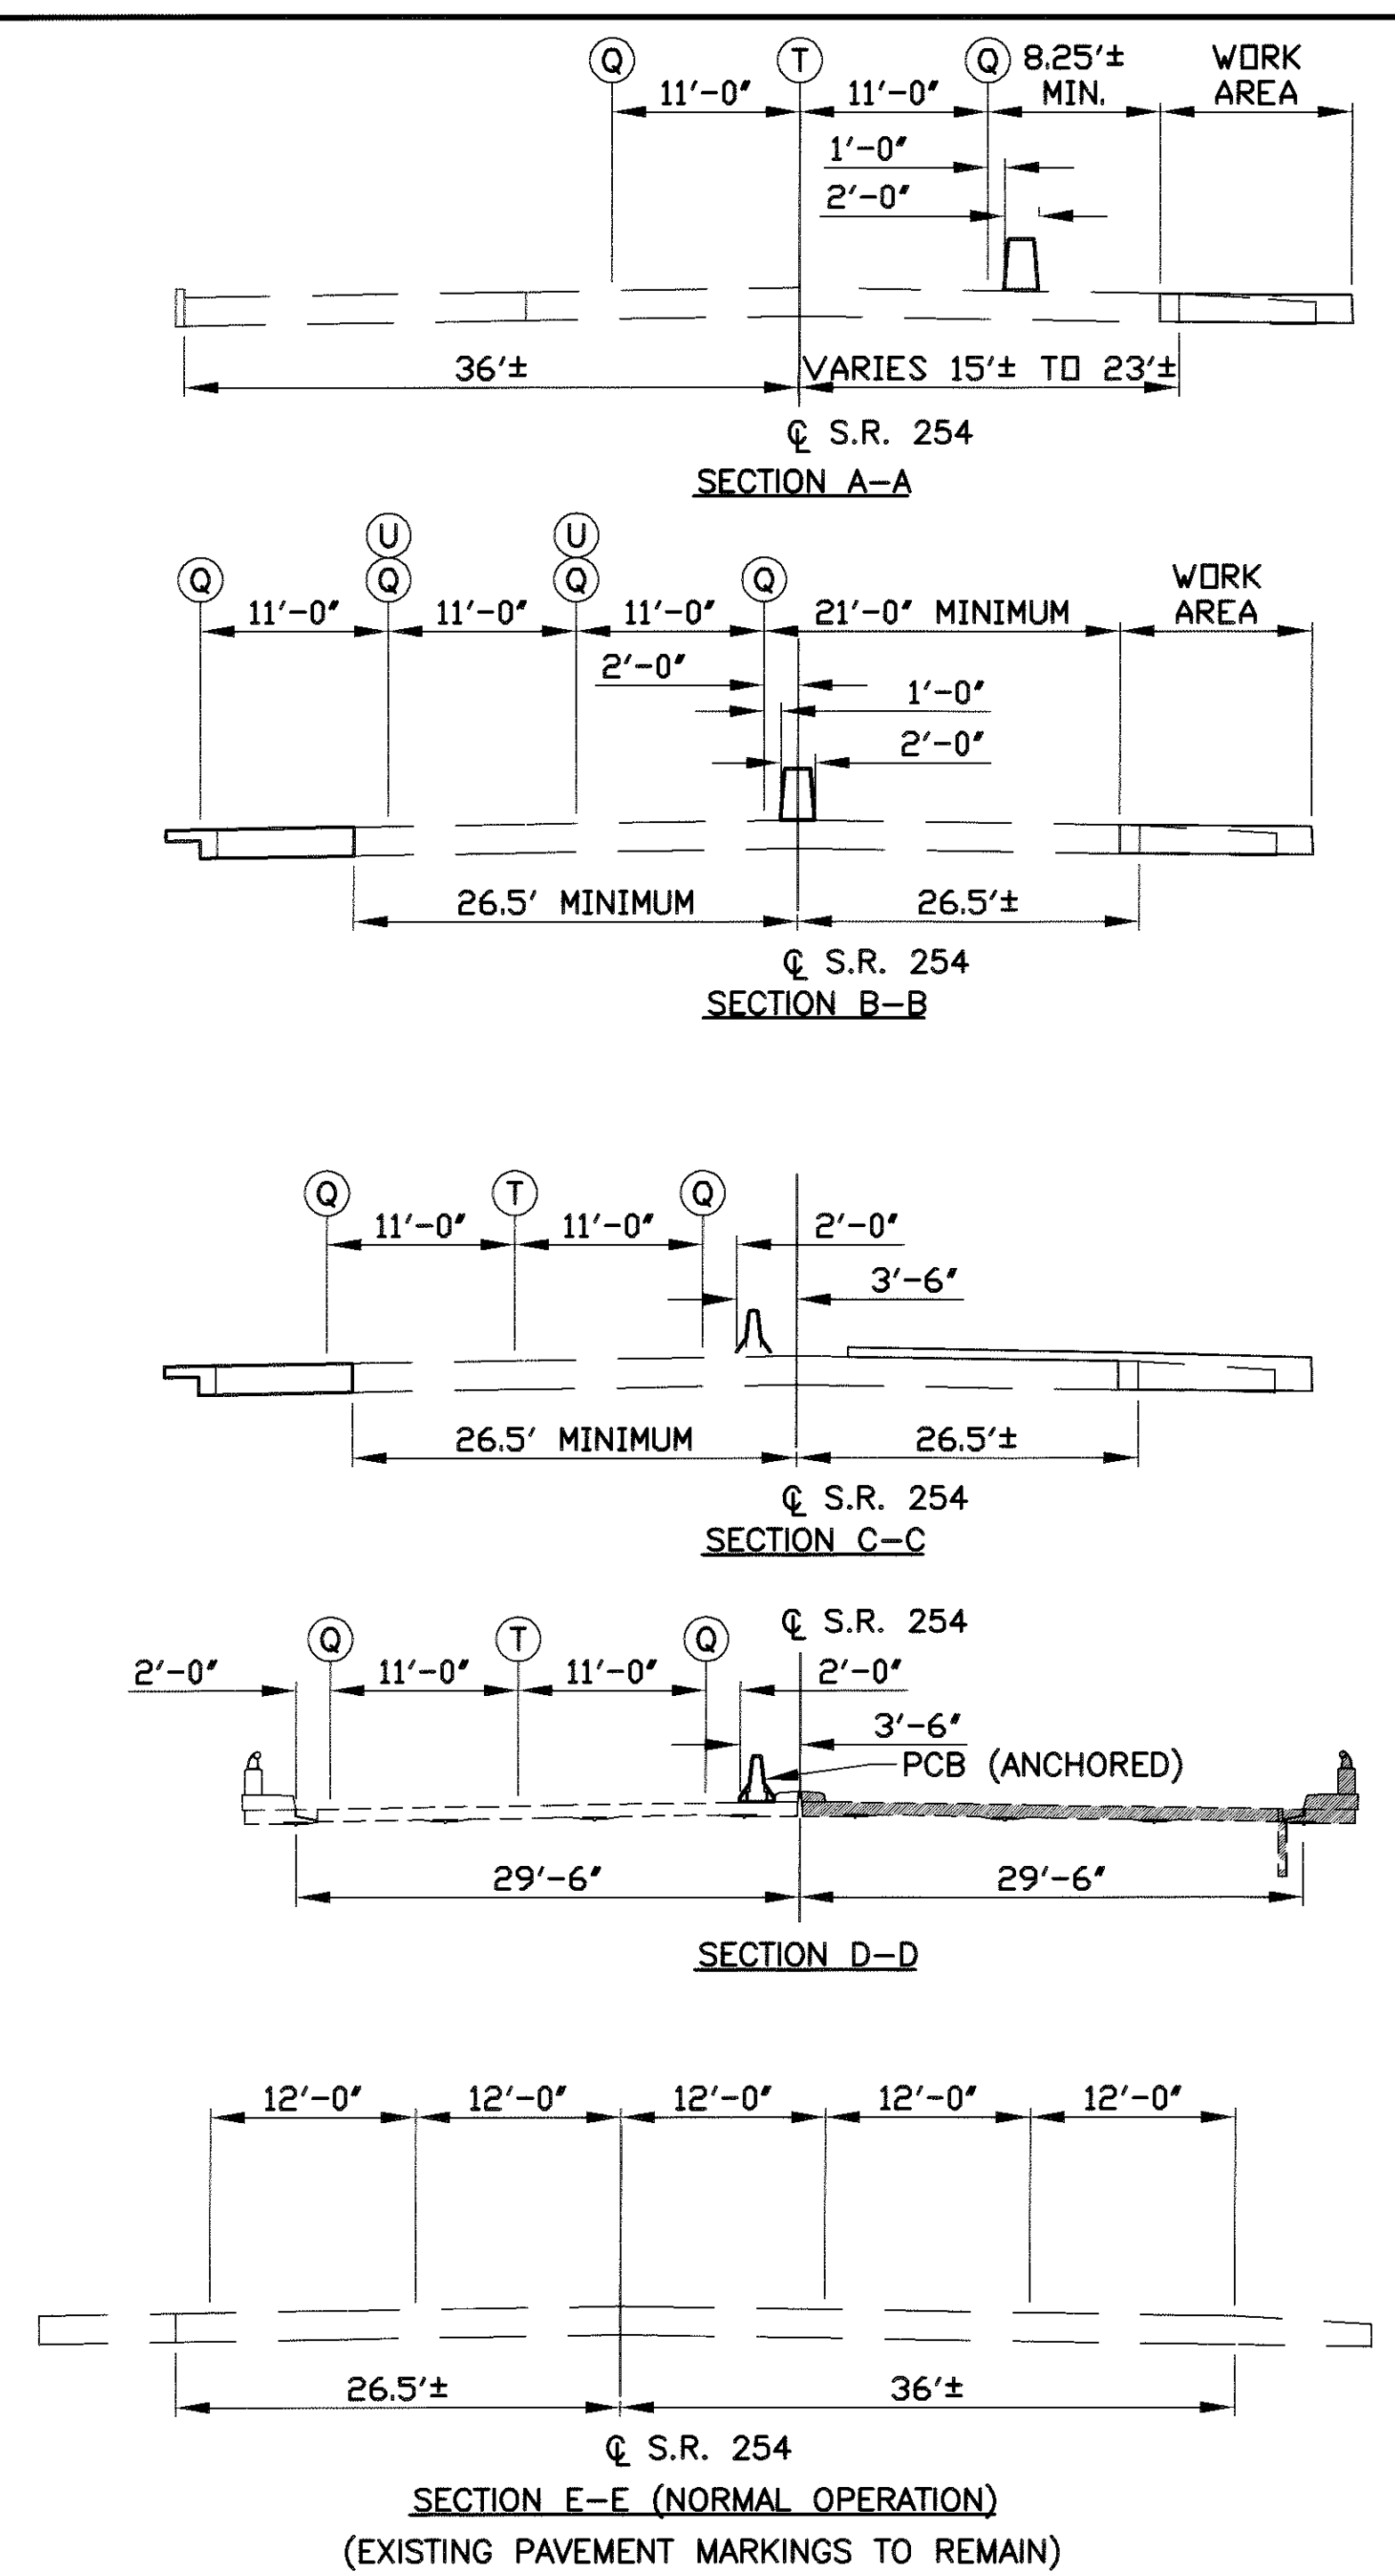 Q T Q 8.25'± WORK
11'-0" 11'-0" MIN. AREA
1'-0"
2'-0"
36'± VARIES 15'± TO 23'±
℄ S.R. 254
SECTION A-A
U U
Q Q Q Q WORK
11'-0" 11'-0" 11'-0" 21'-0" MINIMUM AREA
2'-0"
1'-0"
2'-0"
26.5' MINIMUM 26.5'±
℄ S.R. 254
SECTION B-B
Q T Q
11'-0" 11'-0" 2'-0"
3'-6"
26.5' MINIMUM 26.5'±
℄ S.R. 254
SECTION C-C
℄ S.R. 254
Q T Q
2'-0" 11'-0" 11'-0" 2'-0"
3'-6"
PCB (ANCHORED)
29'-6" 29'-6"
SECTION D-D
12'-0" 12'-0" 12'-0" 12'-0" 12'-0"
26.5'± 36'±
℄ S.R. 254
SECTION E-E (NORMAL OPERATION)
(EXISTING PAVEMENT MARKINGS TO REMAIN)